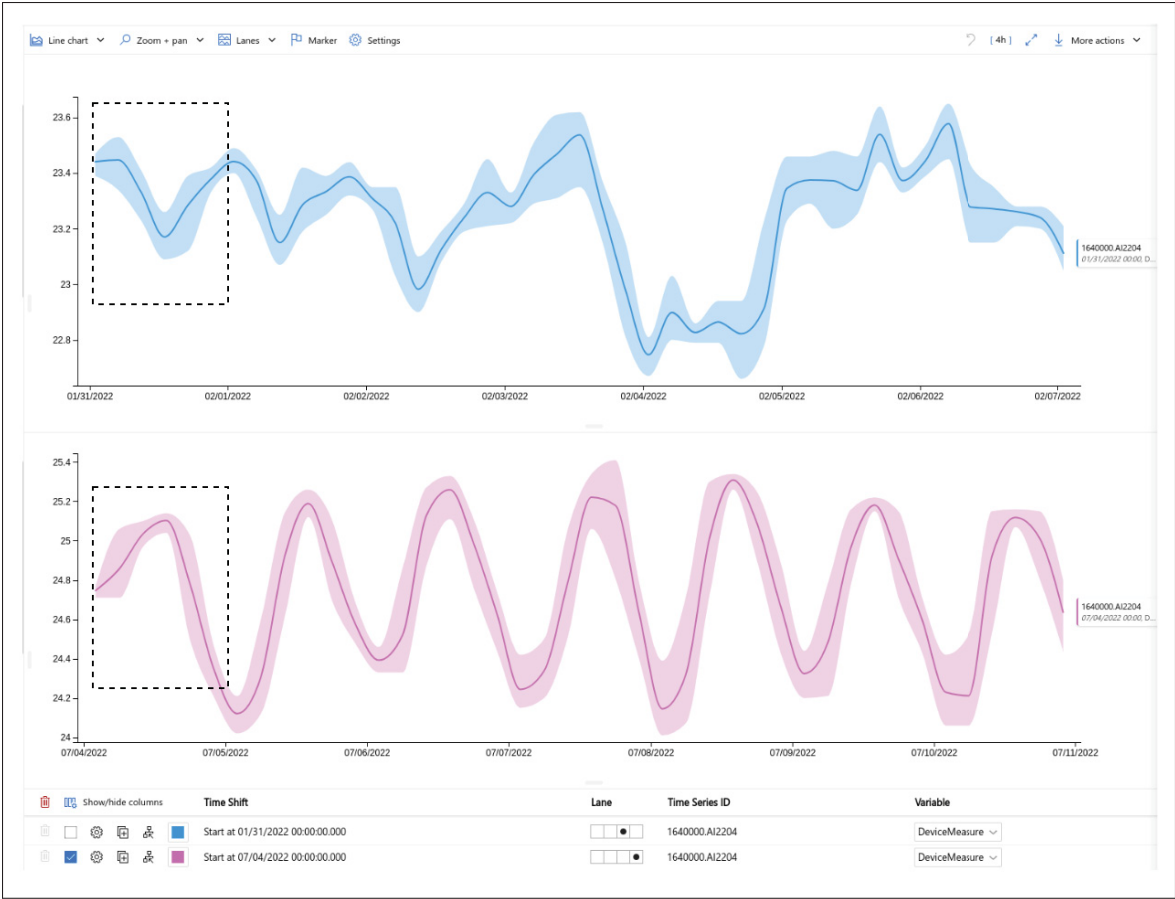 Line chart Zoom + pan Lanes Marker Settings [ 4h ] More actions
23.6
23.4
23.2
23
22.8
1640000.AI2204
01/31/2022 00:00, D...
01/31/2022 02/01/2022 02/02/2022 02/03/2022 02/04/2022 02/05/2022 02/06/2022 02/07/2022
25.4
25.2
25
24.8
24.6
24.4
24.2
24
1640000.AI2204
07/04/2022 00:00, D...
07/04/2022 07/05/2022 07/06/2022 07/07/2022 07/08/2022 07/09/2022 07/10/2022 07/11/2022
Show/hide columns Time Shift Lane Time Series ID Variable
Start at 01/31/2022 00:00:00.000 1640000.AI2204 DeviceMeasure
Start at 07/04/2022 00:00:00.000 1640000.AI2204 DeviceMeasure